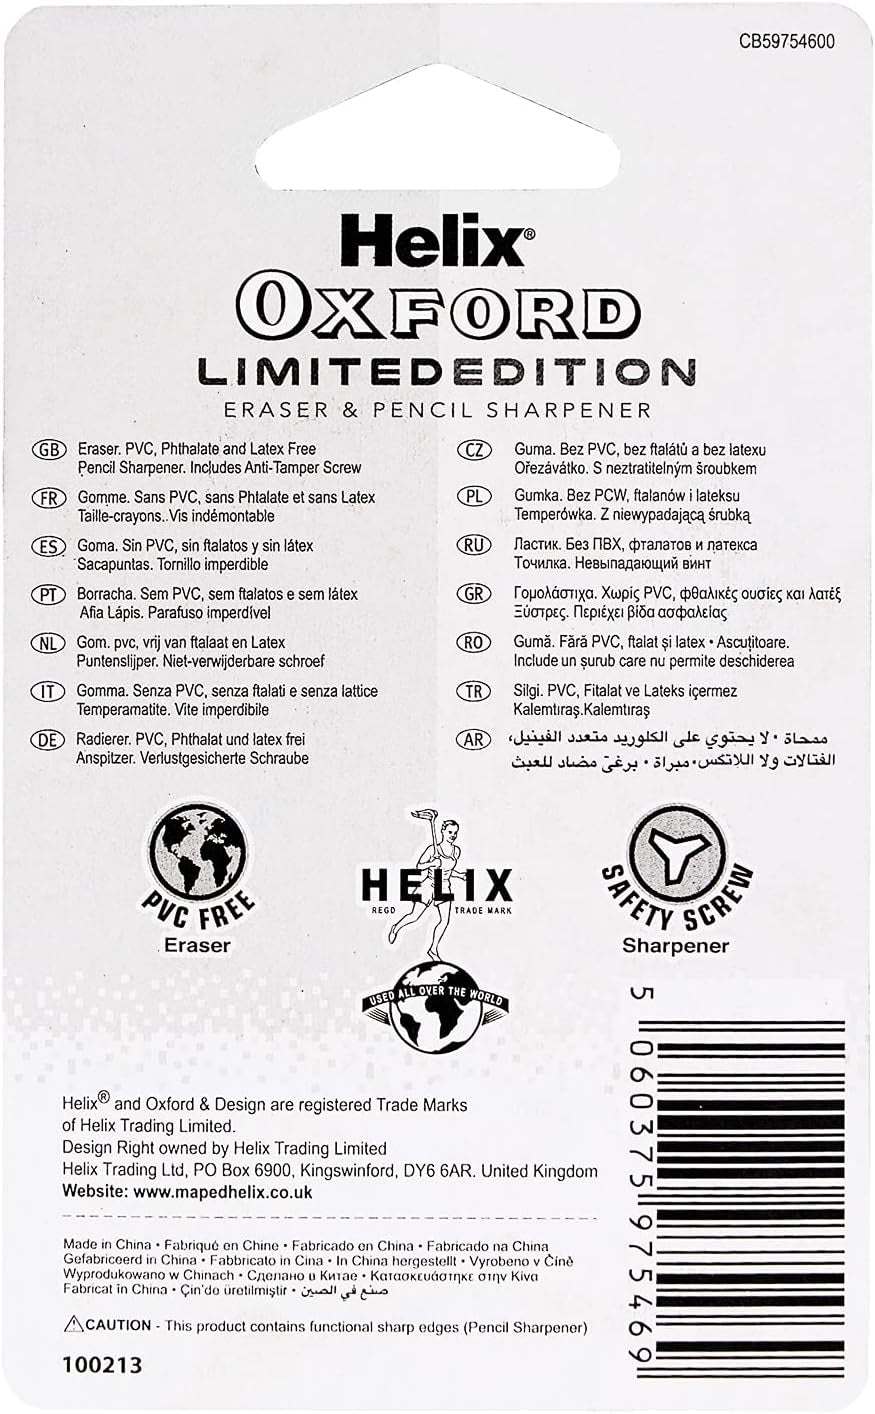 CB59754600
Helix®
OXFORD
LIMITEDEDITION
ERASER & PENCIL SHARPENER
GB Eraser. PVC, Phthalate and Latex Free
Pencil Sharpener. Includes Anti-Tamper Screw
FR Gomme. Sans PVC, sans Phtalate et sans Latex
Taille-crayons. Vis indémontable
ES Goma. Sin PVC, sin ftalatos y sin látex
Sacapuntas. Tornillo imperdible
PT Borracha. Sem PVC, sem ftalatos e sem látex
Afia Lápis. Parafuso imperdível
NL Gom. pvc, vrij van ftalaat en Latex
Puntenslijper. Niet-verwijderbare schroef
IT Gomma. Senza PVC, senza ftalati e senza lattice
Temperamatite. Vite imperdibile
DE Radierer. PVC, Phthalat und latex frei
Anspitzer. Verlustgesicherte Schraube
CZ Guma. Bez PVC, bez ftalátů a bez latexu
Ořezávátko. S neztratitelným šroubkem
PL Gumka. Bez PCW, ftalanów i lateksu
Temperówka. Z niewypadającą śrubką
RU Ластик. Без ПВХ, фталатов и латекса
Точилка. Невыпадающий винт
GR Γομολάστιχα. Χωρίς PVC, φθαλικές ουσίες και λατέξ
Ξύστρες. Περιέχει βίδα ασφαλείας
RO Gumă. Fără PVC, ftalat și latex • Ascuțitoare.
Include un șurub care nu permite deschiderea
TR Silgi. PVC, Fitalat ve Lateks içermez
Kalemtıraş.Kalemtıraş
AR ممحاة • لا يحتوي على الكلوريد متعدد الفينيل،
الفتالات ولا اللاتكس • مبراة • برغي مضاد للعبث
PVC FREE
Eraser
HELIX
REGD TRADE MARK
USED ALL OVER THE WORLD
SAFETY SCREW
Sharpener
Helix® and Oxford & Design are registered Trade Marks
of Helix Trading Limited.
Design Right owned by Helix Trading Limited
Helix Trading Ltd, PO Box 6900, Kingswinford, DY6 6AR. United Kingdom
Website: www.mapedhelix.co.uk
Made in China • Fabriqué en Chine • Fabricado en China • Fabricado na China
Gefabriceerd in China • Fabbricato in Cina • In China hergestellt • Vyrobeno v Číně
Wyprodukowano w Chinach • Сделано в Китае • Κατασκευάστηκε στην Κίνα
Fabricat în China • Çin'de üretilmiştir • صنع في الصين
CAUTION - This product contains functional sharp edges (Pencil Sharpener)
100213
5 060375 975469